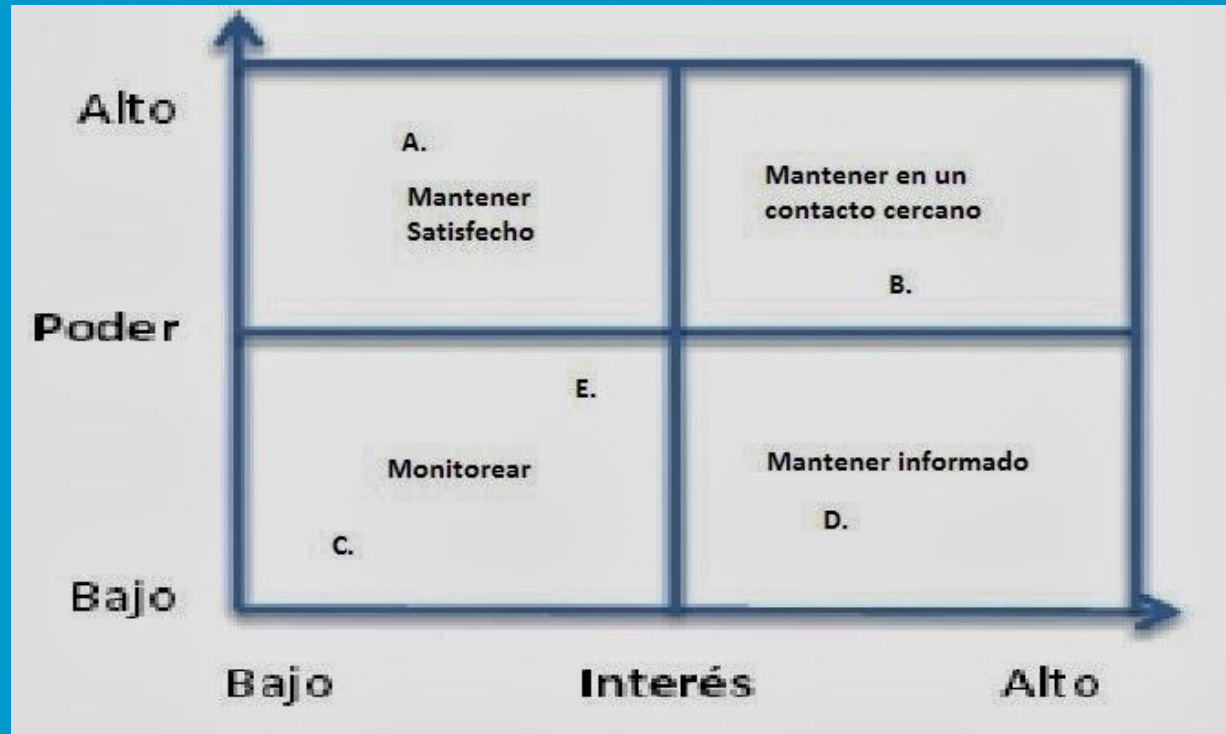 Alto
A.
Mantener
Satisfecho
Mantener en un
contacto cercano
B.
Poder
E.
Monitorear
Mantener informado
C.
D.
Bajo
Bajo
Interés
Alto